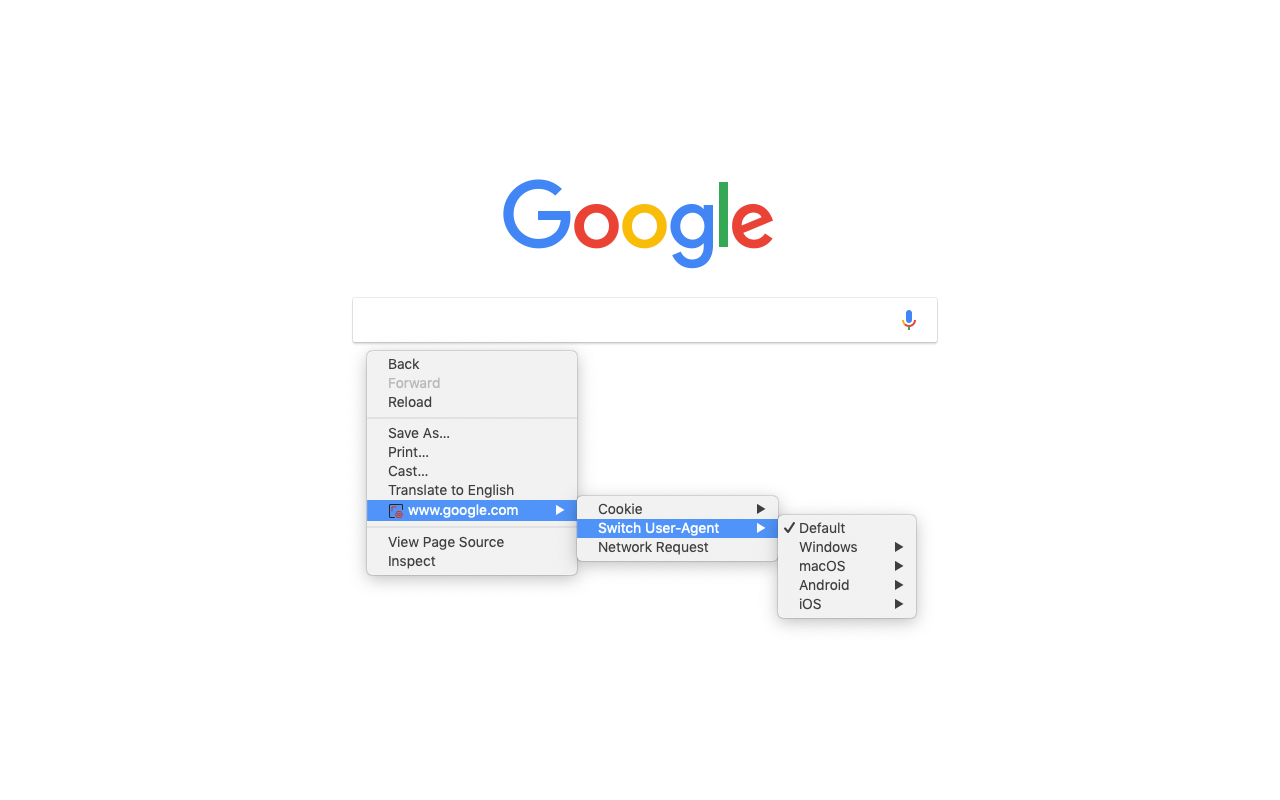 Google
Back
Forward
Reload
Save As...
Print...
Cast...
Translate to English
www.google.com
View Page Source
Inspect
Cookie
Switch User-Agent
Network Request
Default
Windows
macOS
Android
iOS